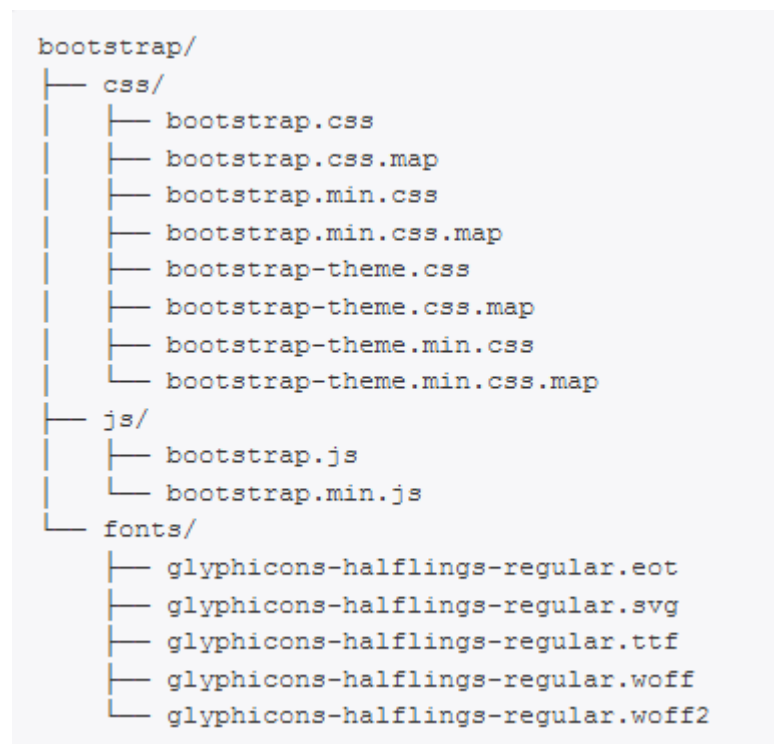 bootstrap/
├── css/
│   ├── bootstrap.css
│   ├── bootstrap.css.map
│   ├── bootstrap.min.css
│   ├── bootstrap.min.css.map
│   ├── bootstrap-theme.css
│   ├── bootstrap-theme.css.map
│   ├── bootstrap-theme.min.css
│   └── bootstrap-theme.min.css.map
├── js/
│   ├── bootstrap.js
│   └── bootstrap.min.js
└── fonts/
    ├── glyphicons-halflings-regular.eot
    ├── glyphicons-halflings-regular.svg
    ├── glyphicons-halflings-regular.ttf
    ├── glyphicons-halflings-regular.woff
    └── glyphicons-halflings-regular.woff2